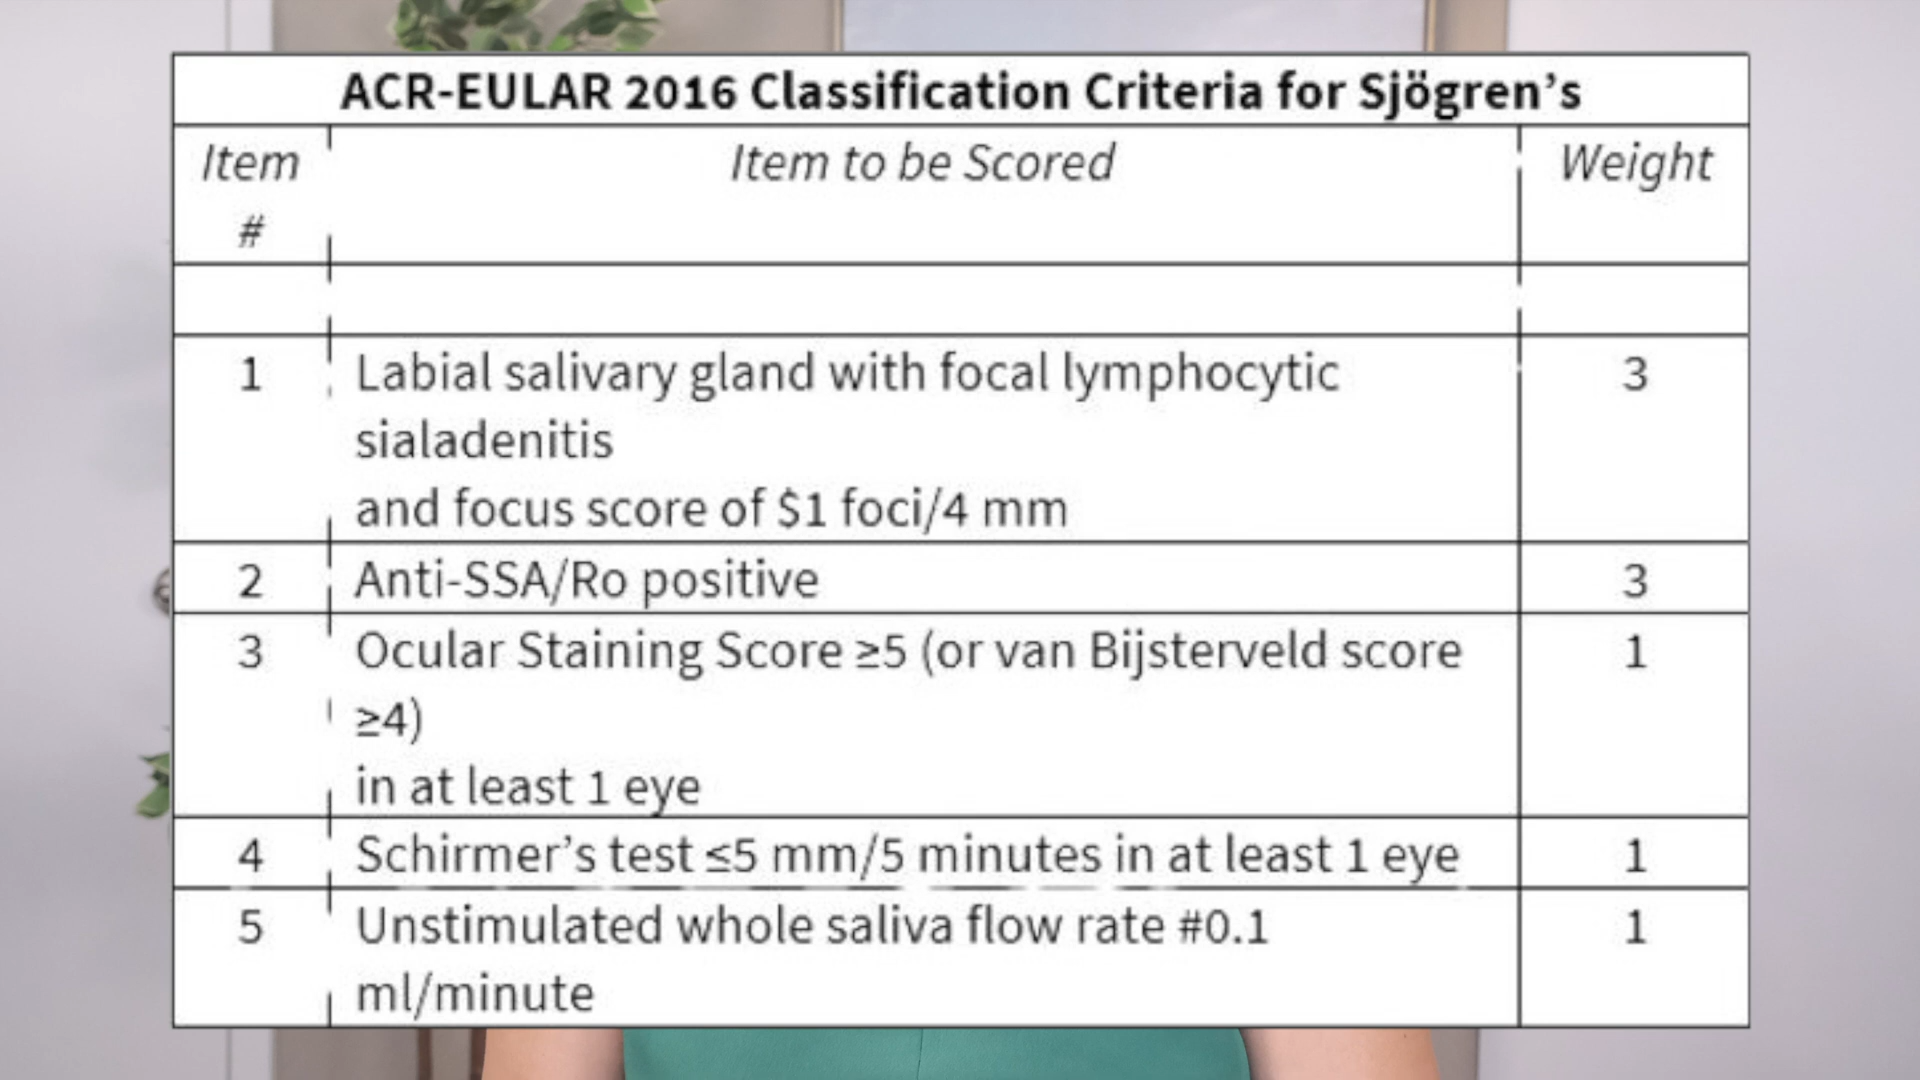 ACR-EULAR 2016 Classification Criteria for Sjögren’s
Item # Item to be Scored Weight
1 Labial salivary gland with focal lymphocytic 3
sialadenitis
and focus score of $1 foci/4 mm
2 Anti-SSA/Ro positive 3
3 Ocular Staining Score ≥5 (or van Bijsterveld score 1
≥4)
in at least 1 eye
4 Schirmer’s test ≤5 mm/5 minutes in at least 1 eye 1
5 Unstimulated whole saliva flow rate #0.1 1
ml/minute